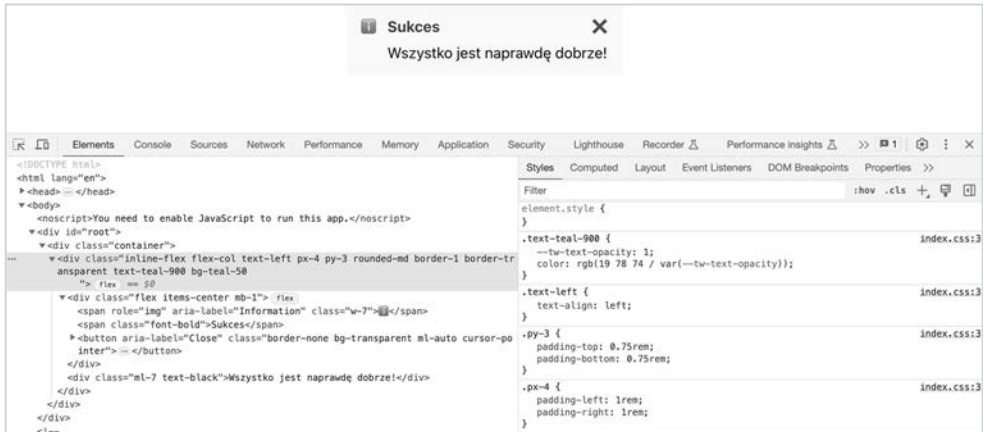 Sukces
Wszystko jest naprawdę dobrze!
Elements Console Sources Network Performance Memory Application Security Lighthouse Recorder Performance insights >> 1
<!DOCTYPE html>
<html lang="en">
<head> … </head>
<body>
<noscript>You need to enable JavaScript to run this app.</noscript>
<div id="root">
<div class="container">
<div class="inline-flex flex-col text-left px-4 py-3 rounded-md border-1 border-tr
ansparent text-teal-900 bg-teal-50
"> flex == $0
<div class="flex items-center mb-1"> flex
<span role="img" aria-label="Information" class="w-7">ℹ</span>
<span class="font-bold">Sukces</span>
<button aria-label="Close" class="border-none bg-transparent ml-auto cursor-po
inter"> … </button>
</div>
<div class="ml-7 text-black">Wszystko jest naprawdę dobrze!</div>
</div>
</div>
</div>
Styles Computed Layout Event Listeners DOM Breakpoints Properties >>
Filter :hov .cls
element.style {
}
.text-teal-900 { index.css:3
--tw-text-opacity: 1;
color: rgb(19 78 74 / var(--tw-text-opacity));
}
.text-left { index.css:3
text-align: left;
}
.py-3 { index.css:3
padding-top: 0.75rem;
padding-bottom: 0.75rem;
}
.px-4 { index.css:3
padding-left: 1rem;
padding-right: 1rem;
}